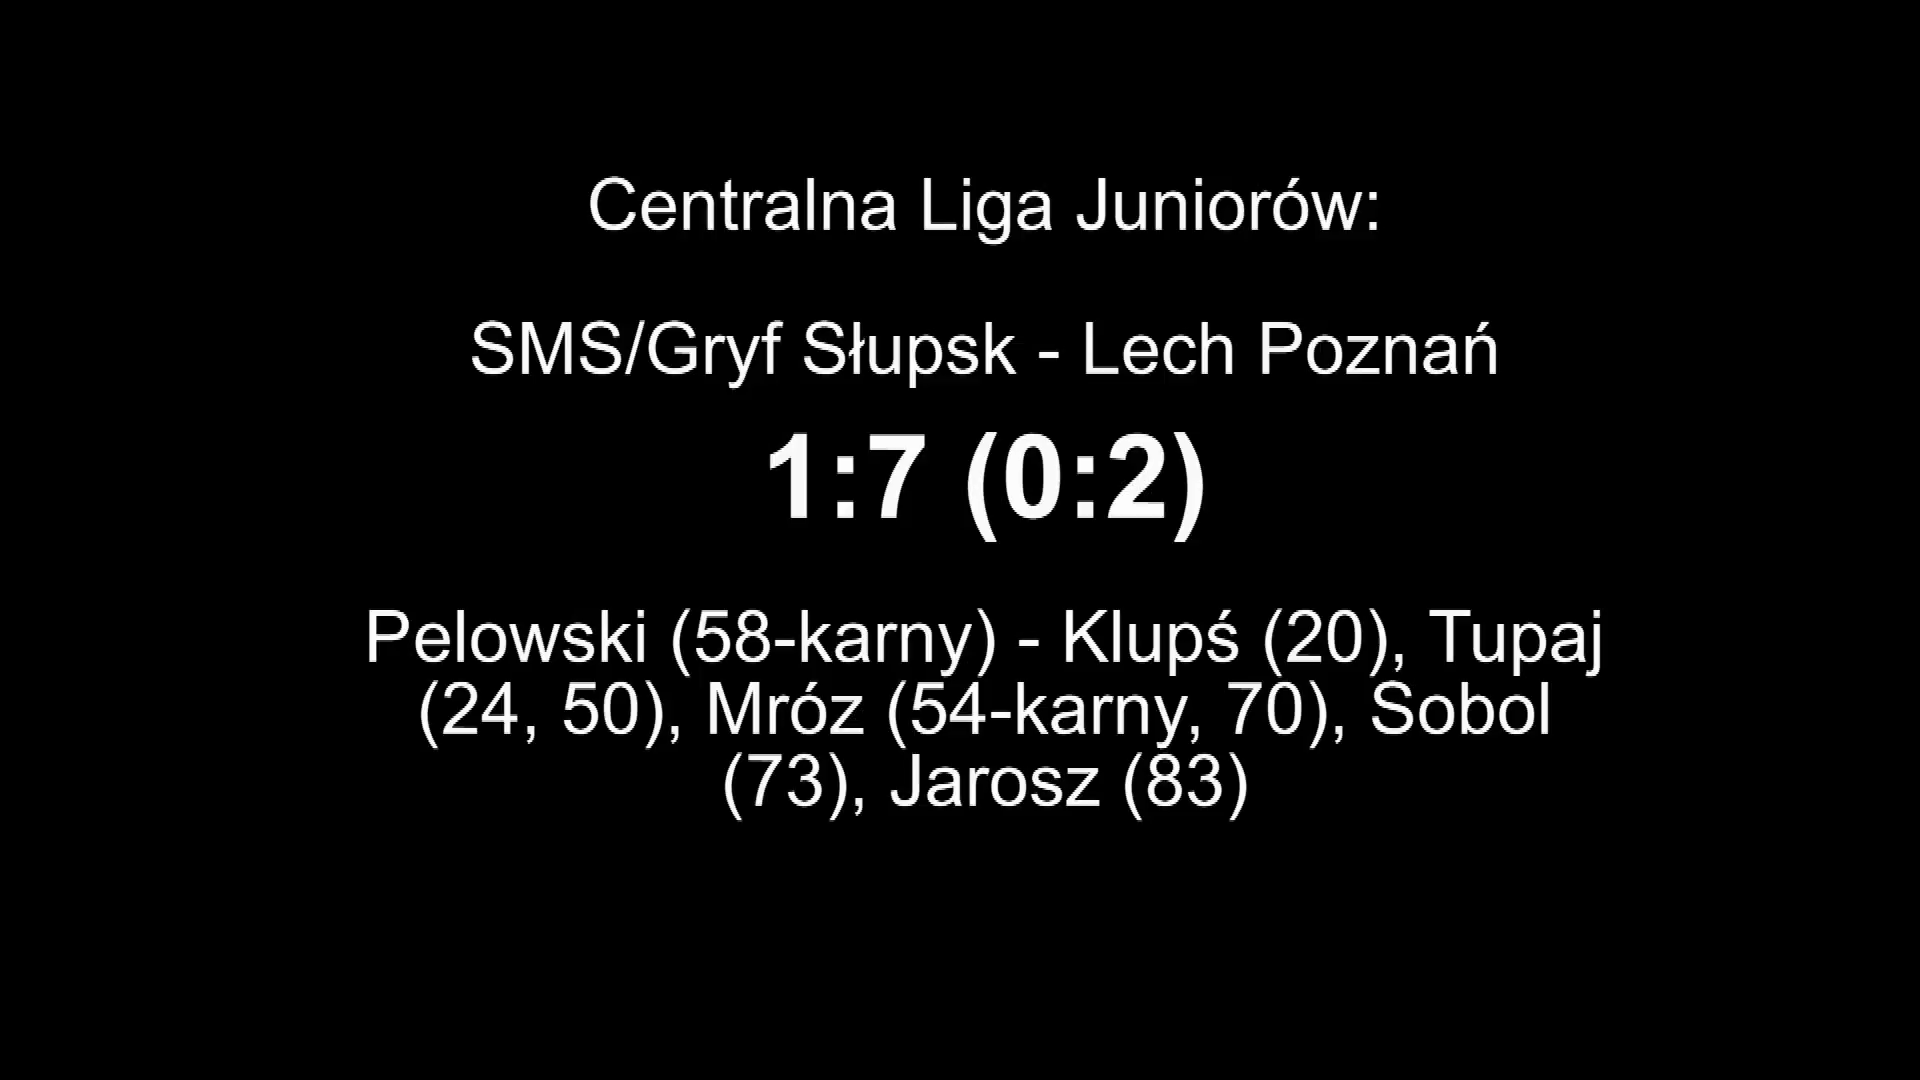 Centralna Liga Juniorów:
SMS/Gryf Słupsk - Lech Poznań
1:7 (0:2)
Pelowski (58-karny) - Klupś (20), Tupaj
(24, 50), Mróz (54-karny, 70), Sobol
(73), Jarosz (83)